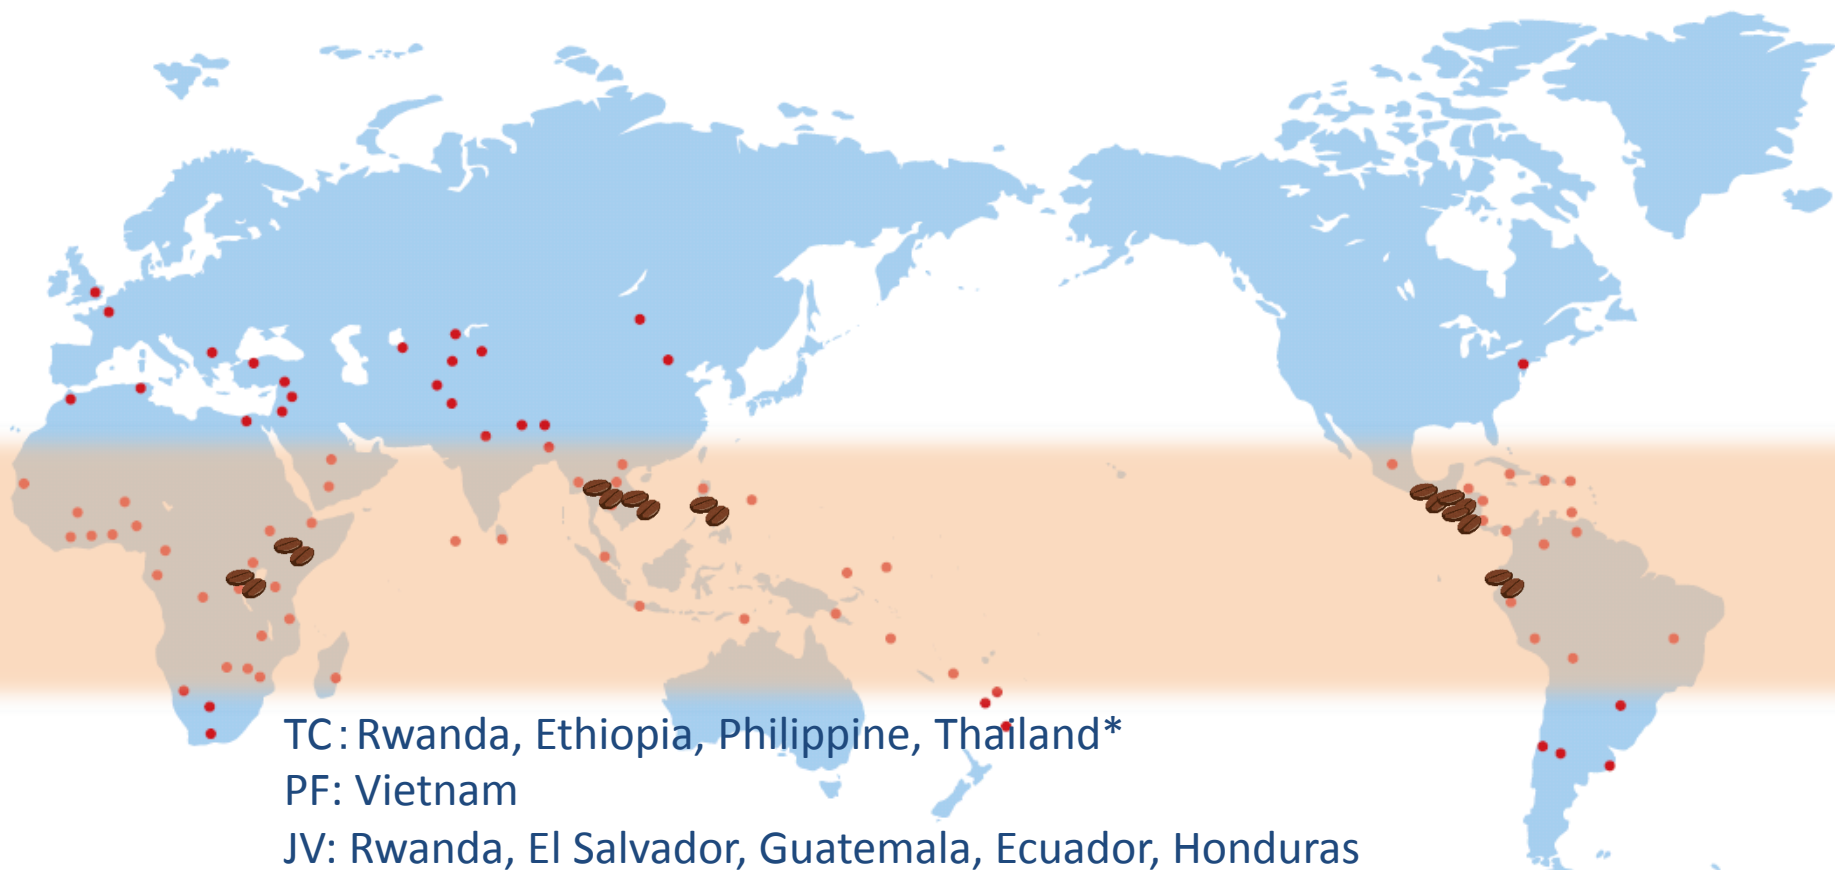 TC: Rwanda, Ethiopia, Philippine, Thailand*
PF: Vietnam
JV: Rwanda, El Salvador, Guatemala, Ecuador, Honduras